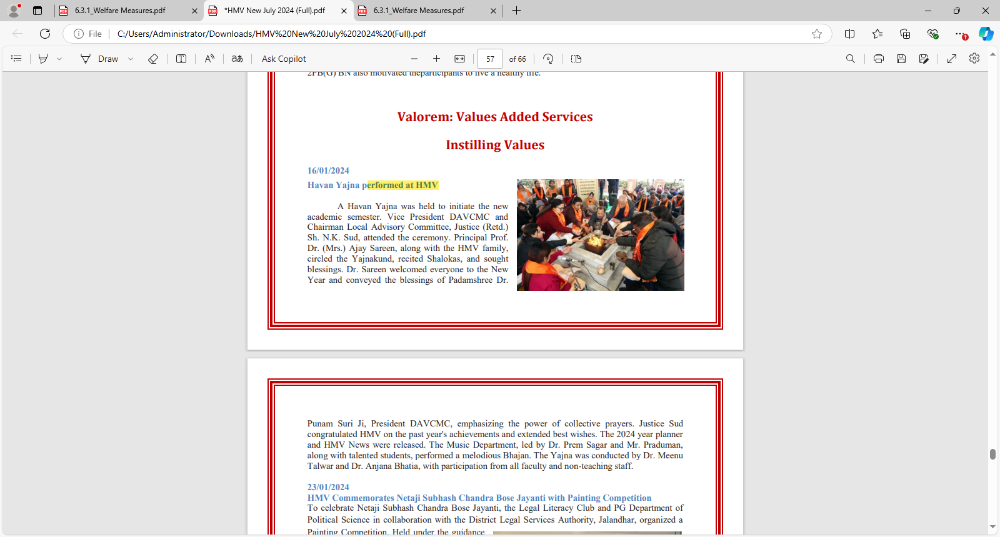 6.3.1_Welfare Measures.pdf
*HMV New July 2024 (Full).pdf
6.3.1_Welfare Measures.pdf
File
C:/Users/Administrator/Downloads/HMV%20New%20July%202024%20(Full).pdf
Draw
Ask Copilot
57 of 66
2PB(G) BN also motivated theparticipants to live a healthy life.
Valorem: Values Added Services
Instilling Values
16/01/2024
Havan Yajna performed at HMV
A Havan Yajna was held to initiate the new
academic semester. Vice President DAVCMC and
Chairman Local Advisory Committee, Justice (Retd.)
Sh. N.K. Sud, attended the ceremony. Principal Prof.
Dr. (Mrs.) Ajay Sareen, along with the HMV family,
circled the Yajnakund, recited Shalokas, and sought
blessings. Dr. Sareen welcomed everyone to the New
Year and conveyed the blessings of Padamshree Dr.
Punam Suri Ji, President DAVCMC, emphasizing the power of collective prayers. Justice Sud
congratulated HMV on the past year's achievements and extended best wishes. The 2024 year planner
and HMV News were released. The Music Department, led by Dr. Prem Sagar and Mr. Praduman,
along with talented students, performed a melodious Bhajan. The Yajna was conducted by Dr. Meenu
Talwar and Dr. Anjana Bhatia, with participation from all faculty and non-teaching staff.
23/01/2024
HMV Commemorates Netaji Subhash Chandra Bose Jayanti with Painting Competition
To celebrate Netaji Subhash Chandra Bose Jayanti, the Legal Literacy Club and PG Department of
Political Science in collaboration with the District Legal Services Authority, Jalandhar, organized a
Painting Competition. Held under the guidance